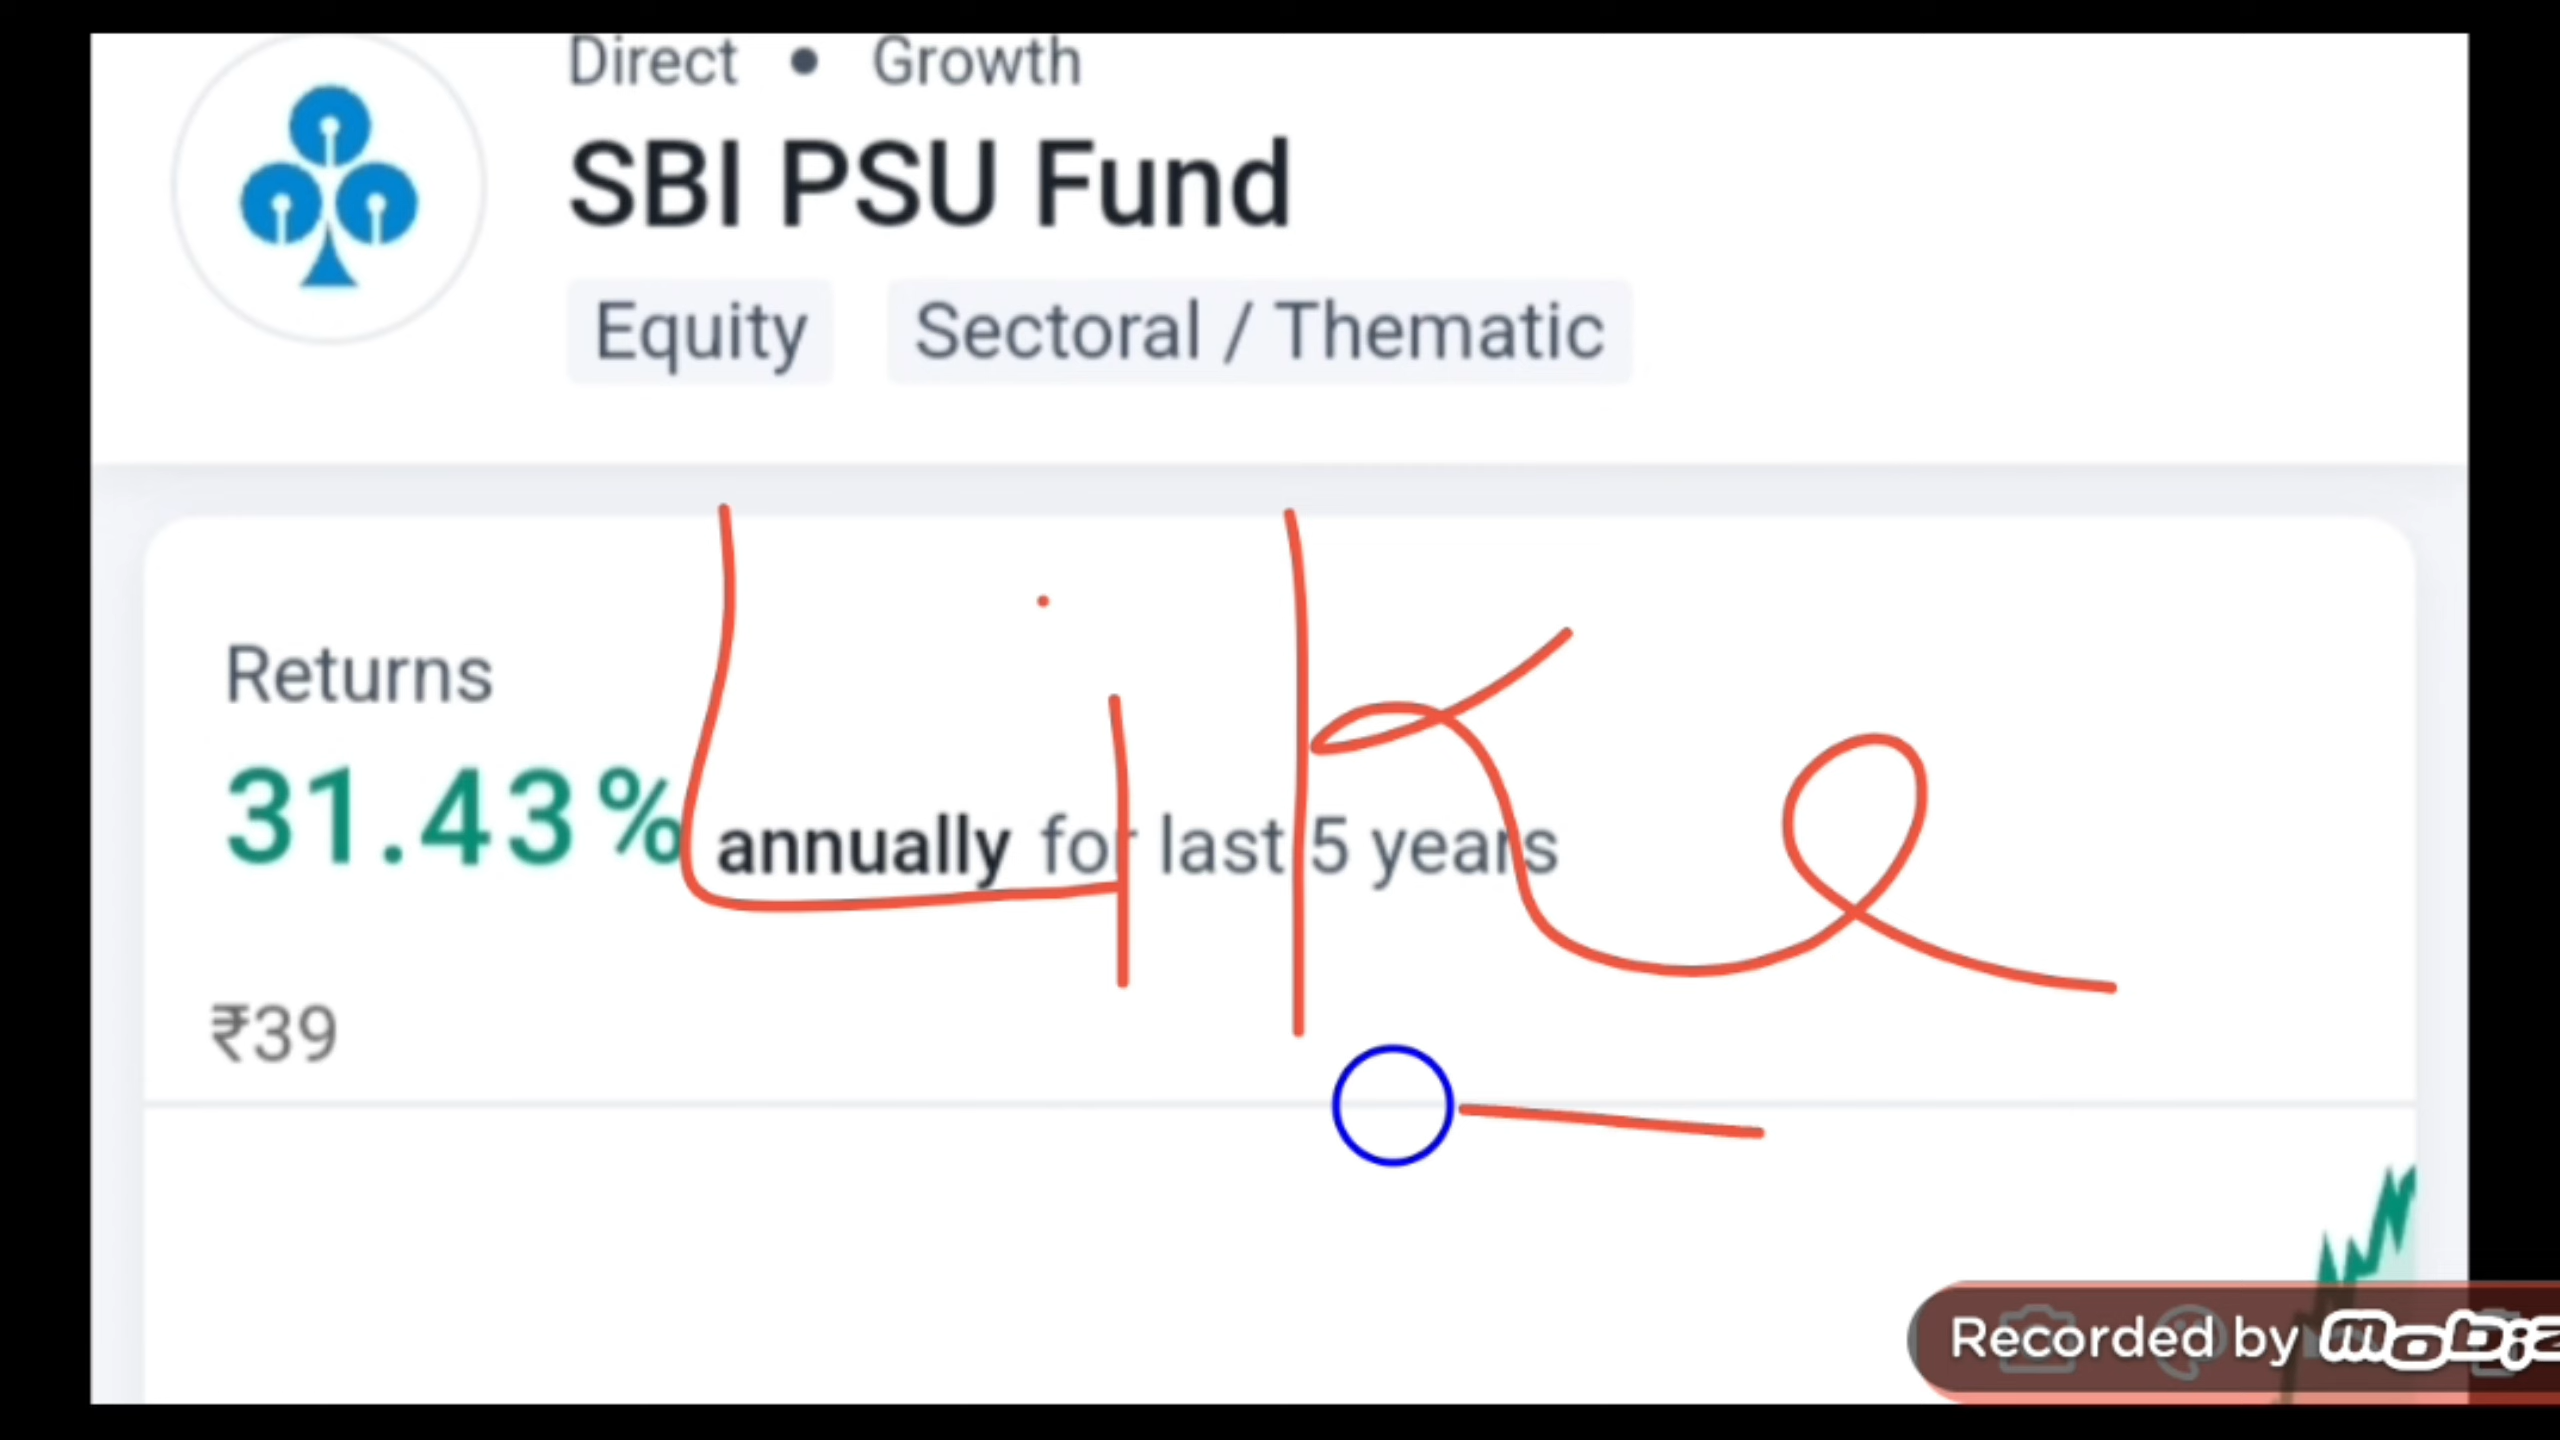 Direct • Growth
SBI PSU Fund
Equity Sectoral / Thematic
Like
Returns
31.43% annually for last 5 years
₹39
Recorded by